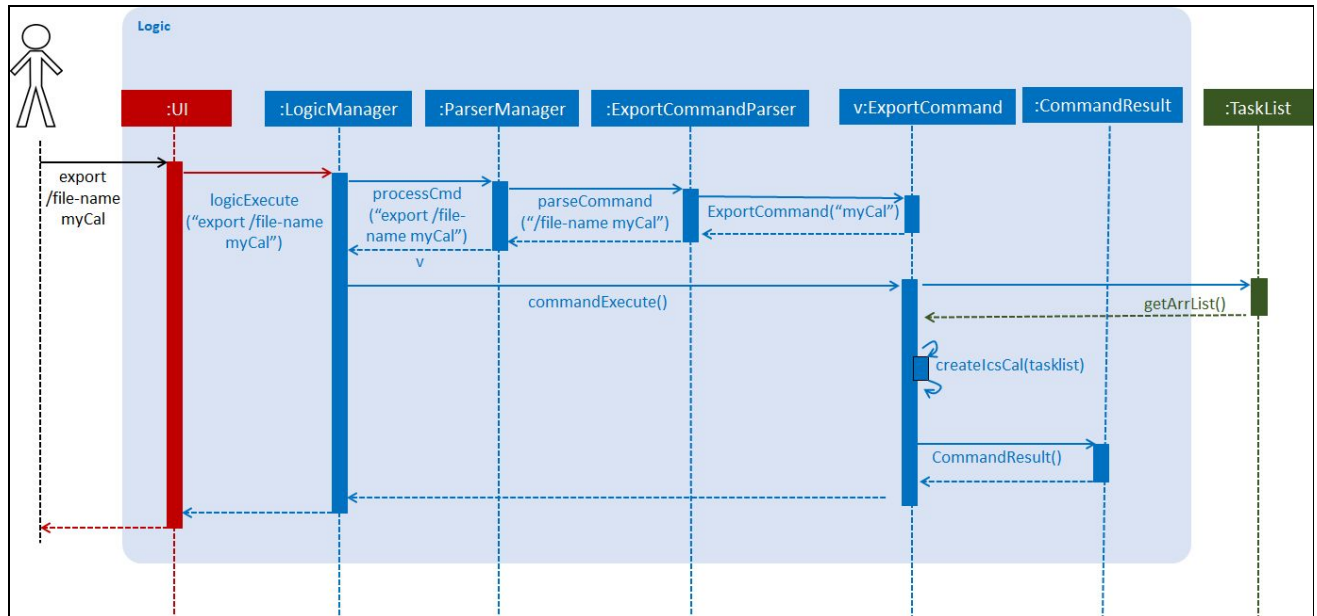 Logic
:UI
:LogicManager
:ParserManager
:ExportCommandParser
v:ExportCommand
:CommandResult
:TaskList
export
/file-name
myCal
logicExecute
(“export /file-name
myCal”)
processCmd
(“export /file-
name myCal”)
v
parseCommand
(“/file-name myCal”)
ExportCommand(“myCal”)
commandExecute()
getArrList()
createIcsCal(tasklist)
CommandResult()